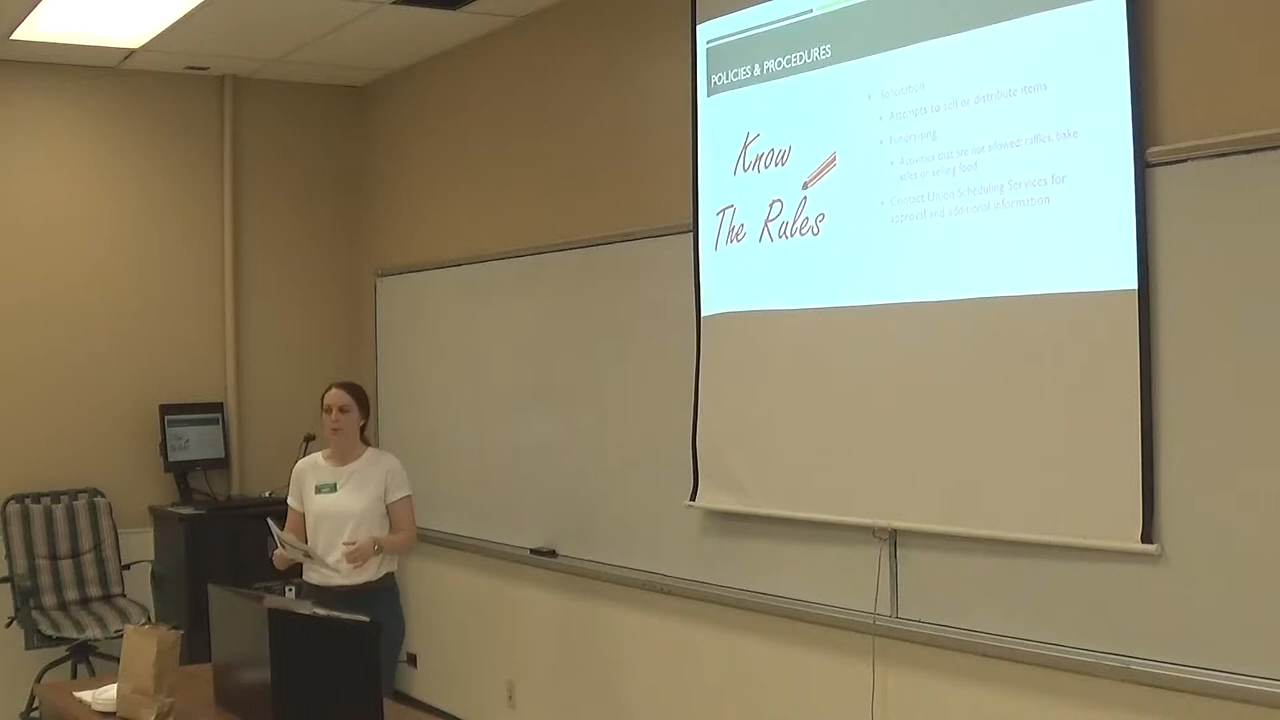 POLICIES & PROCEDURES
Know
The Rules
Solicitation
Attempts to sell or distribute items
Fundraising
Activities that are not allowed: raffles, bake
sales or selling food
Contact Union Scheduling Services for
approval and additional information